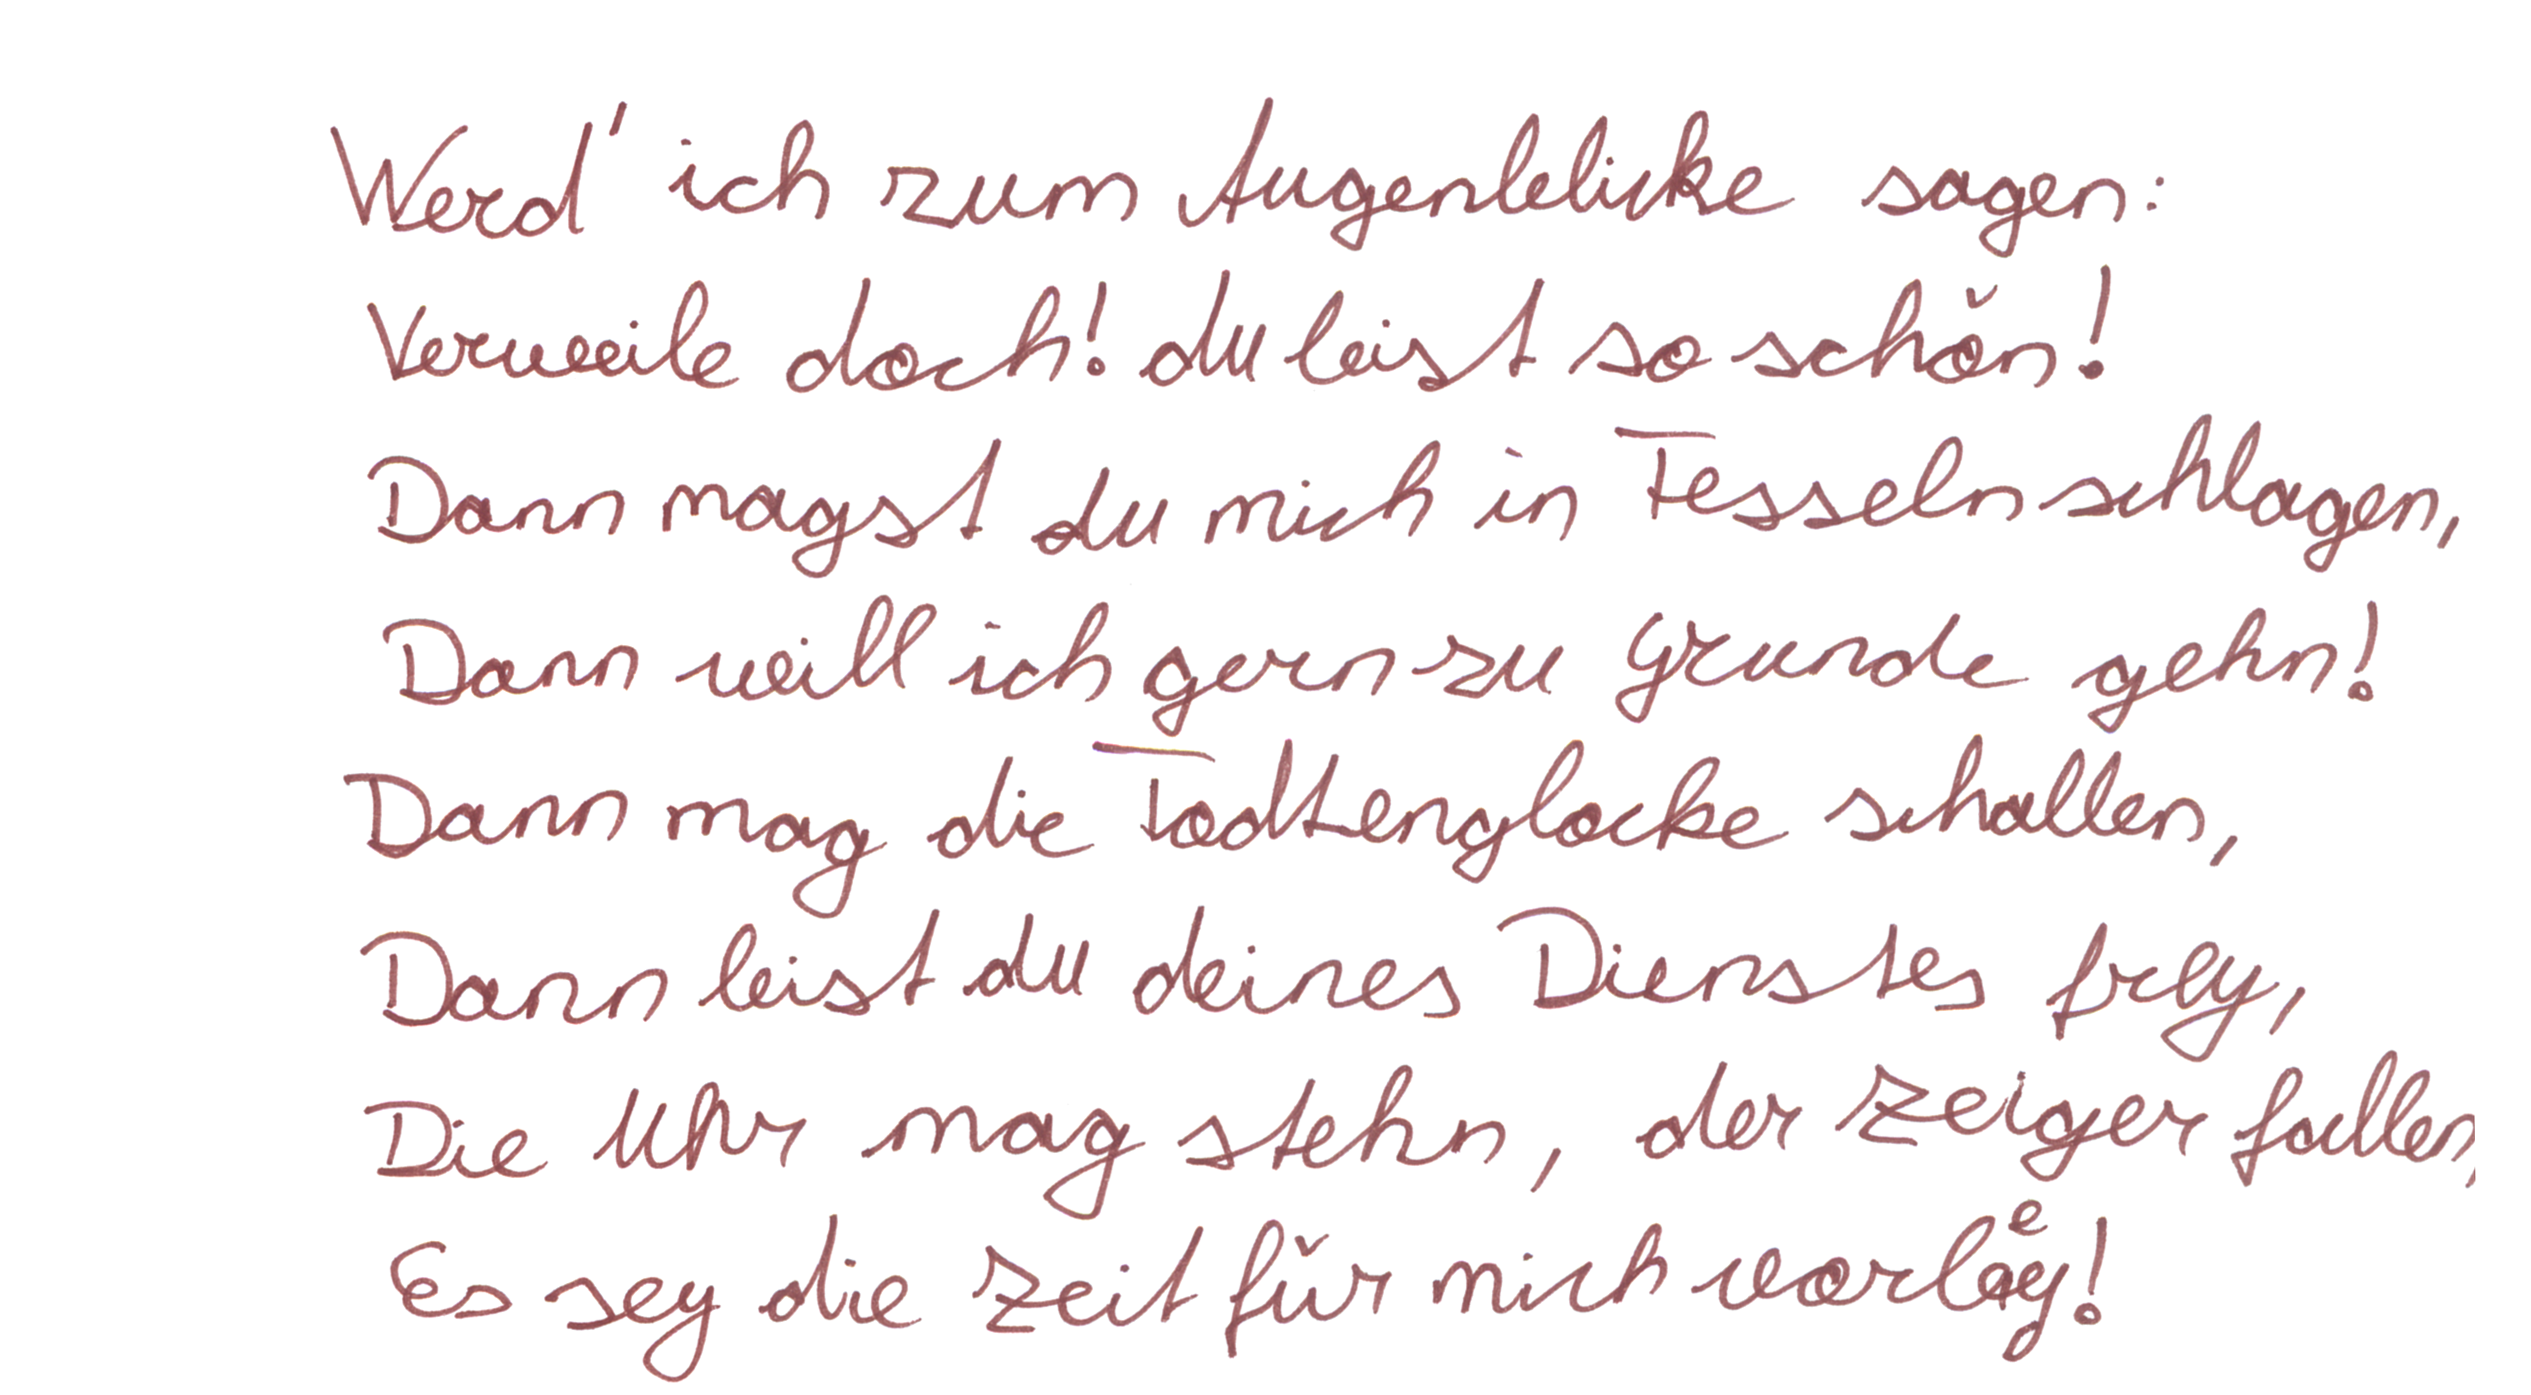 Werd' ich zum Augenblicke sagen:
Verweile doch! du bist so schön!
Dann magst du mich in Fesseln schlagen,
Dann will ich gern zu Grunde gehn!
Dann mag die Todtenglocke schallen,
Dann bist du deines Dienstes frey,
Die Uhr mag stehn, der Zeiger fallen,
Es sey die Zeit für mich vorbey!